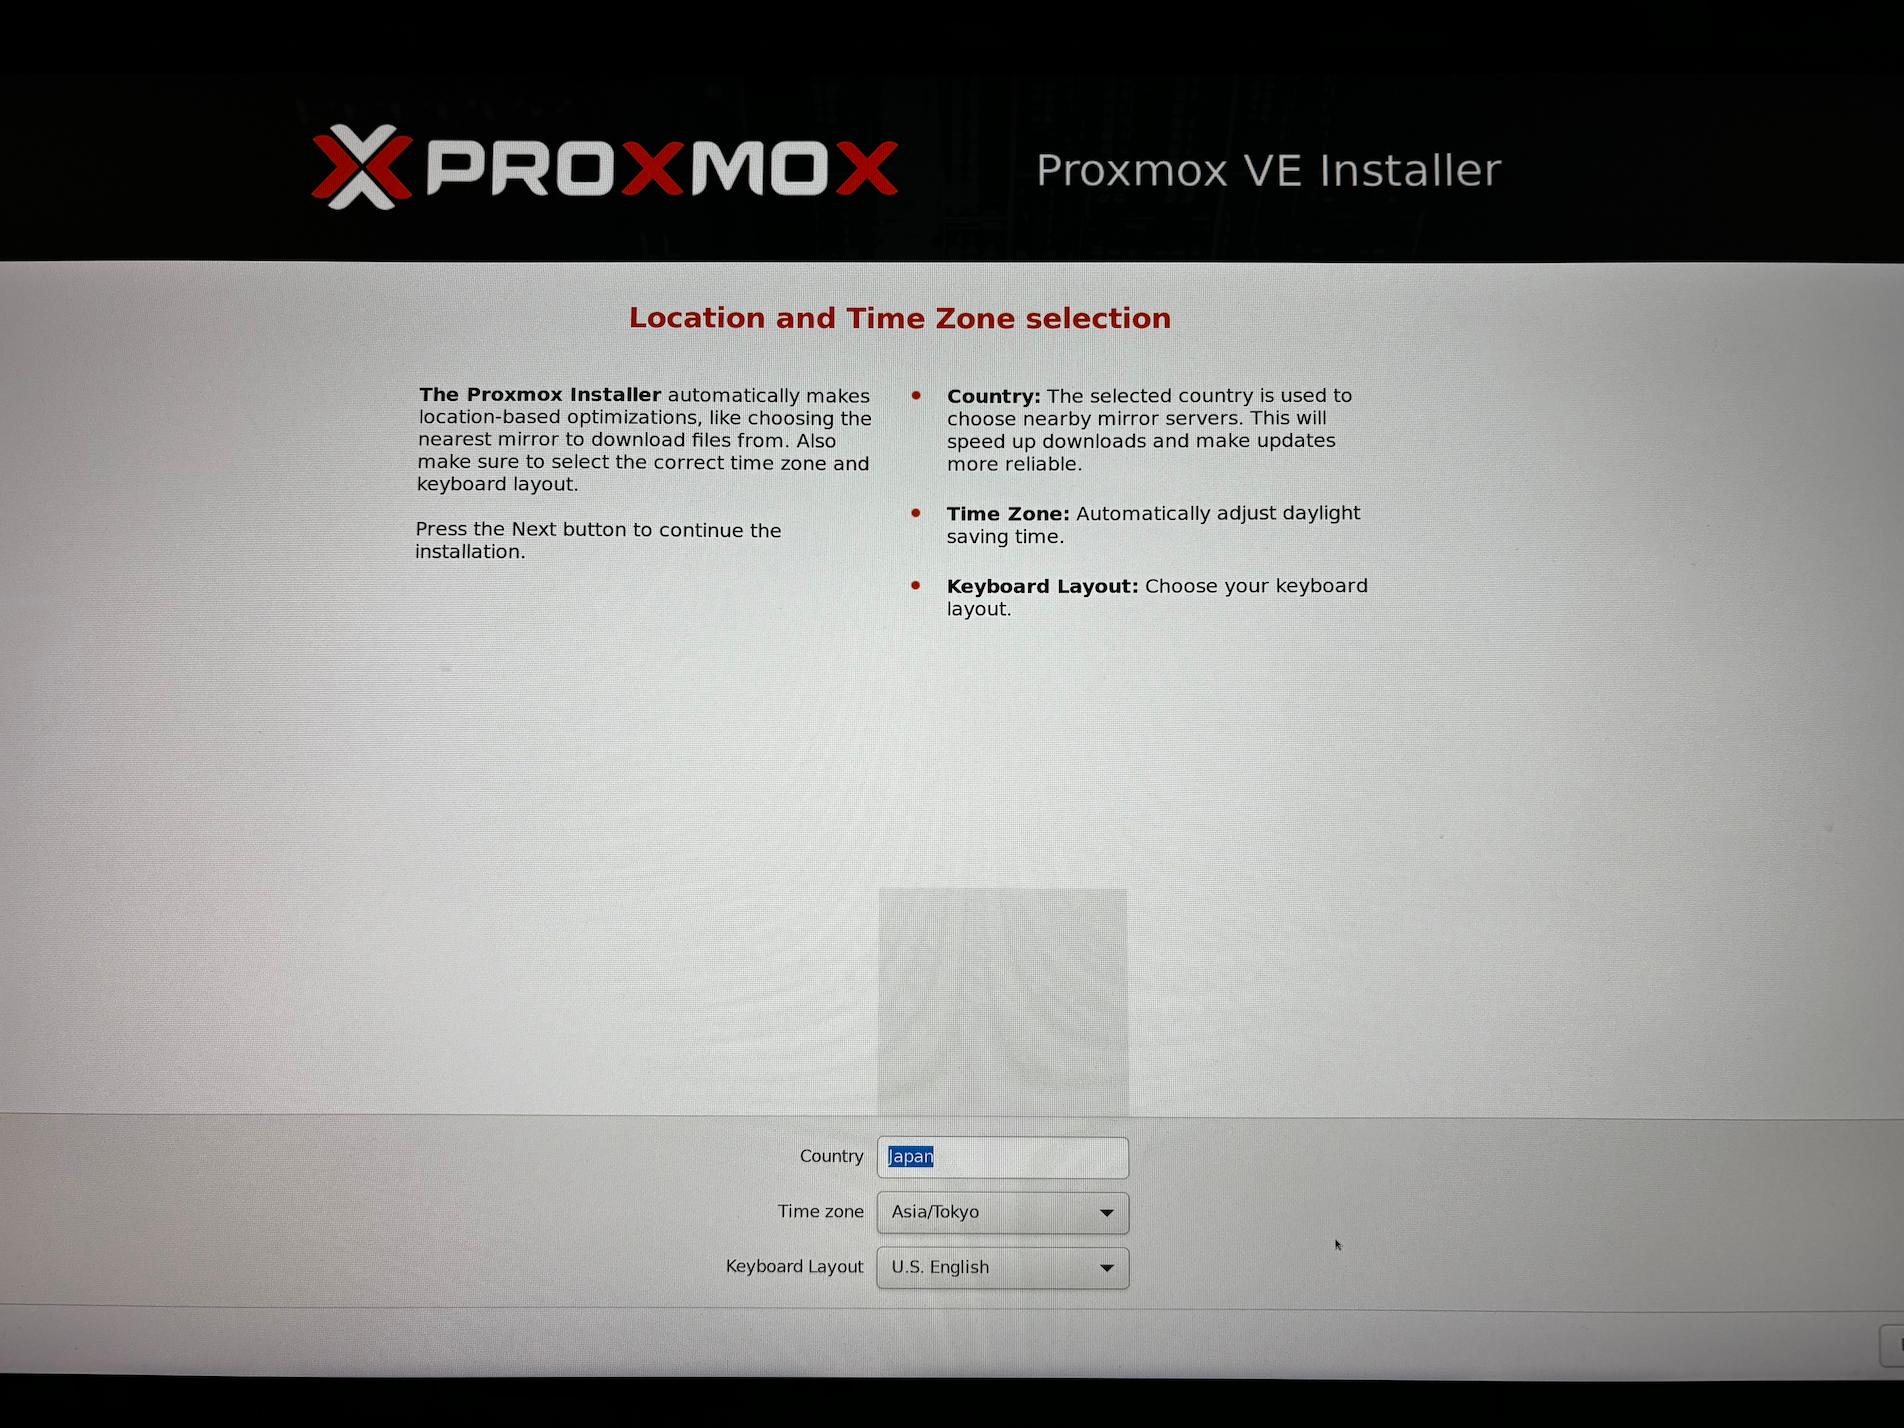 PROXMOX
Proxmox VE Installer
Location and Time Zone selection
The Proxmox Installer automatically makes
location-based optimizations, like choosing the
nearest mirror to download files from. Also
make sure to select the correct time zone and
keyboard layout.
Press the Next button to continue the
installation.
• Country: The selected country is used to
choose nearby mirror servers. This will
speed up downloads and make updates
more reliable.
• Time Zone: Automatically adjust daylight
saving time.
• Keyboard Layout: Choose your keyboard
layout.
Country Japan
Time zone Asia/Tokyo
Keyboard Layout U.S. English